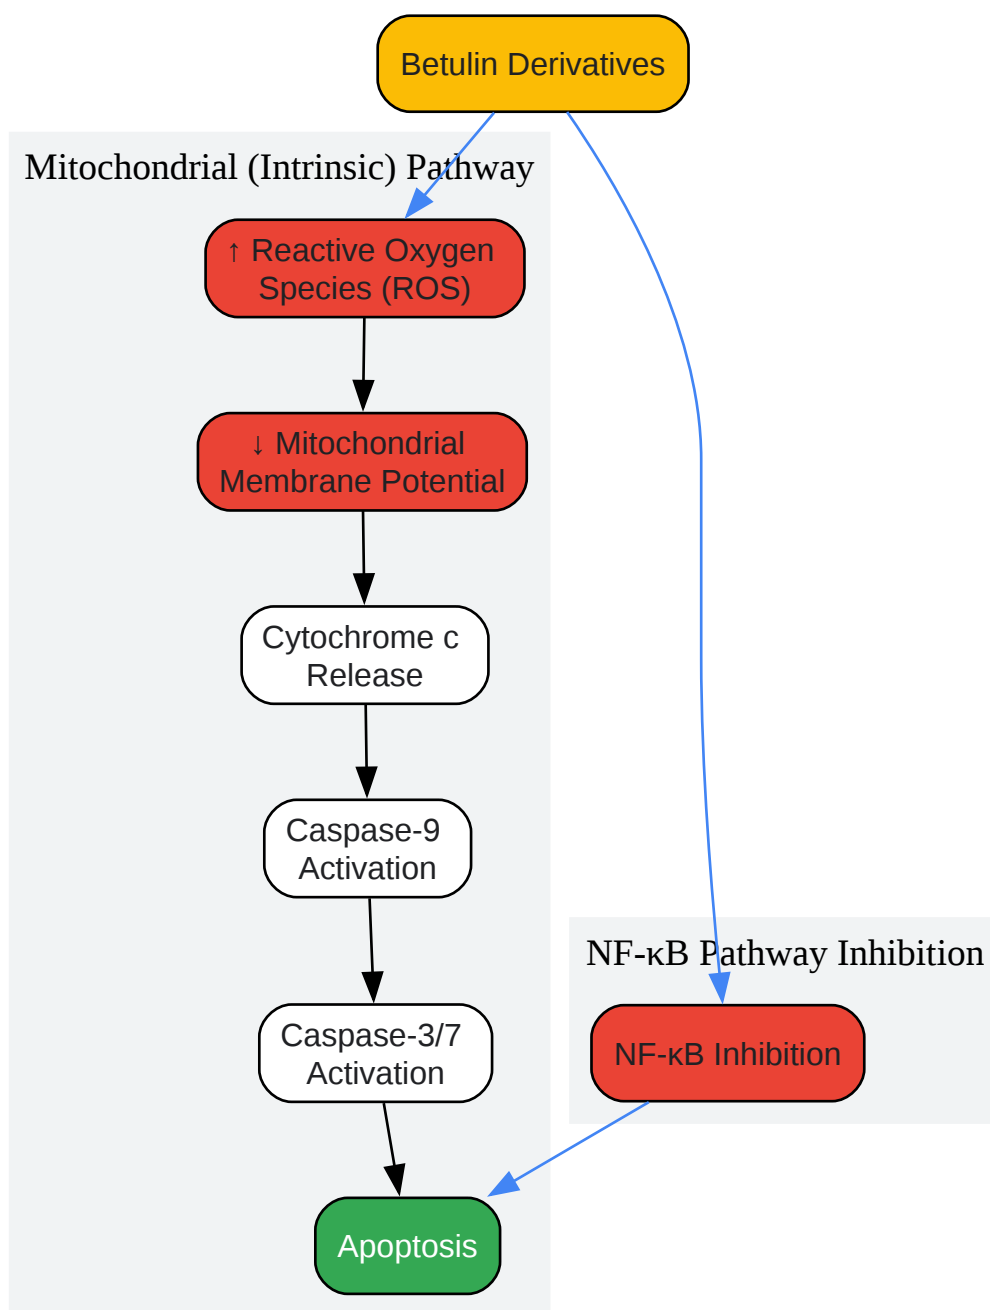 Betulin Derivatives
Mitochondrial (Intrinsic) Pathway
↑ Reactive Oxygen
Species (ROS)
↓ Mitochondrial
Membrane Potential
Cytochrome c
Release
Caspase-9
Activation
NF-κB Pathway Inhibition
Caspase-3/7
Activation
NF-κB Inhibition
Apoptosis